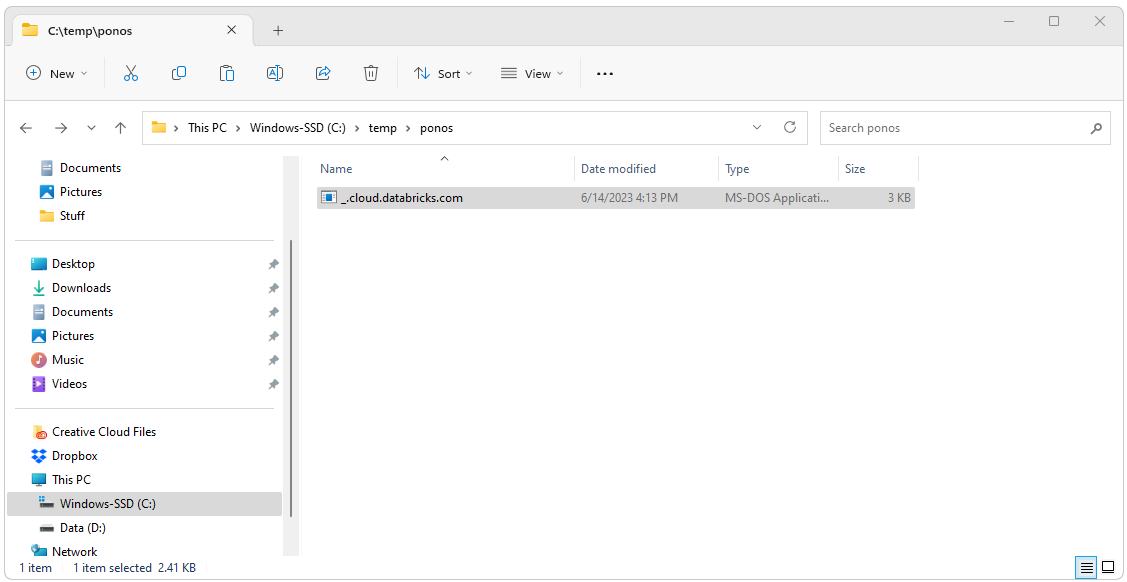 C:\temp\ponos
New
Sort
View
This PC > Windows-SSD (C:) > temp > ponos
Search ponos
Documents
Pictures
Stuff
Desktop
Downloads
Documents
Pictures
Music
Videos
Creative Cloud Files
Dropbox
This PC
Windows-SSD (C:)
Data (D:)
Network
Name Date modified Type Size
_.cloud.databricks.com 6/14/2023 4:13 PM MS-DOS Applicati... 3 KB
1 item 1 item selected 2.41 KB